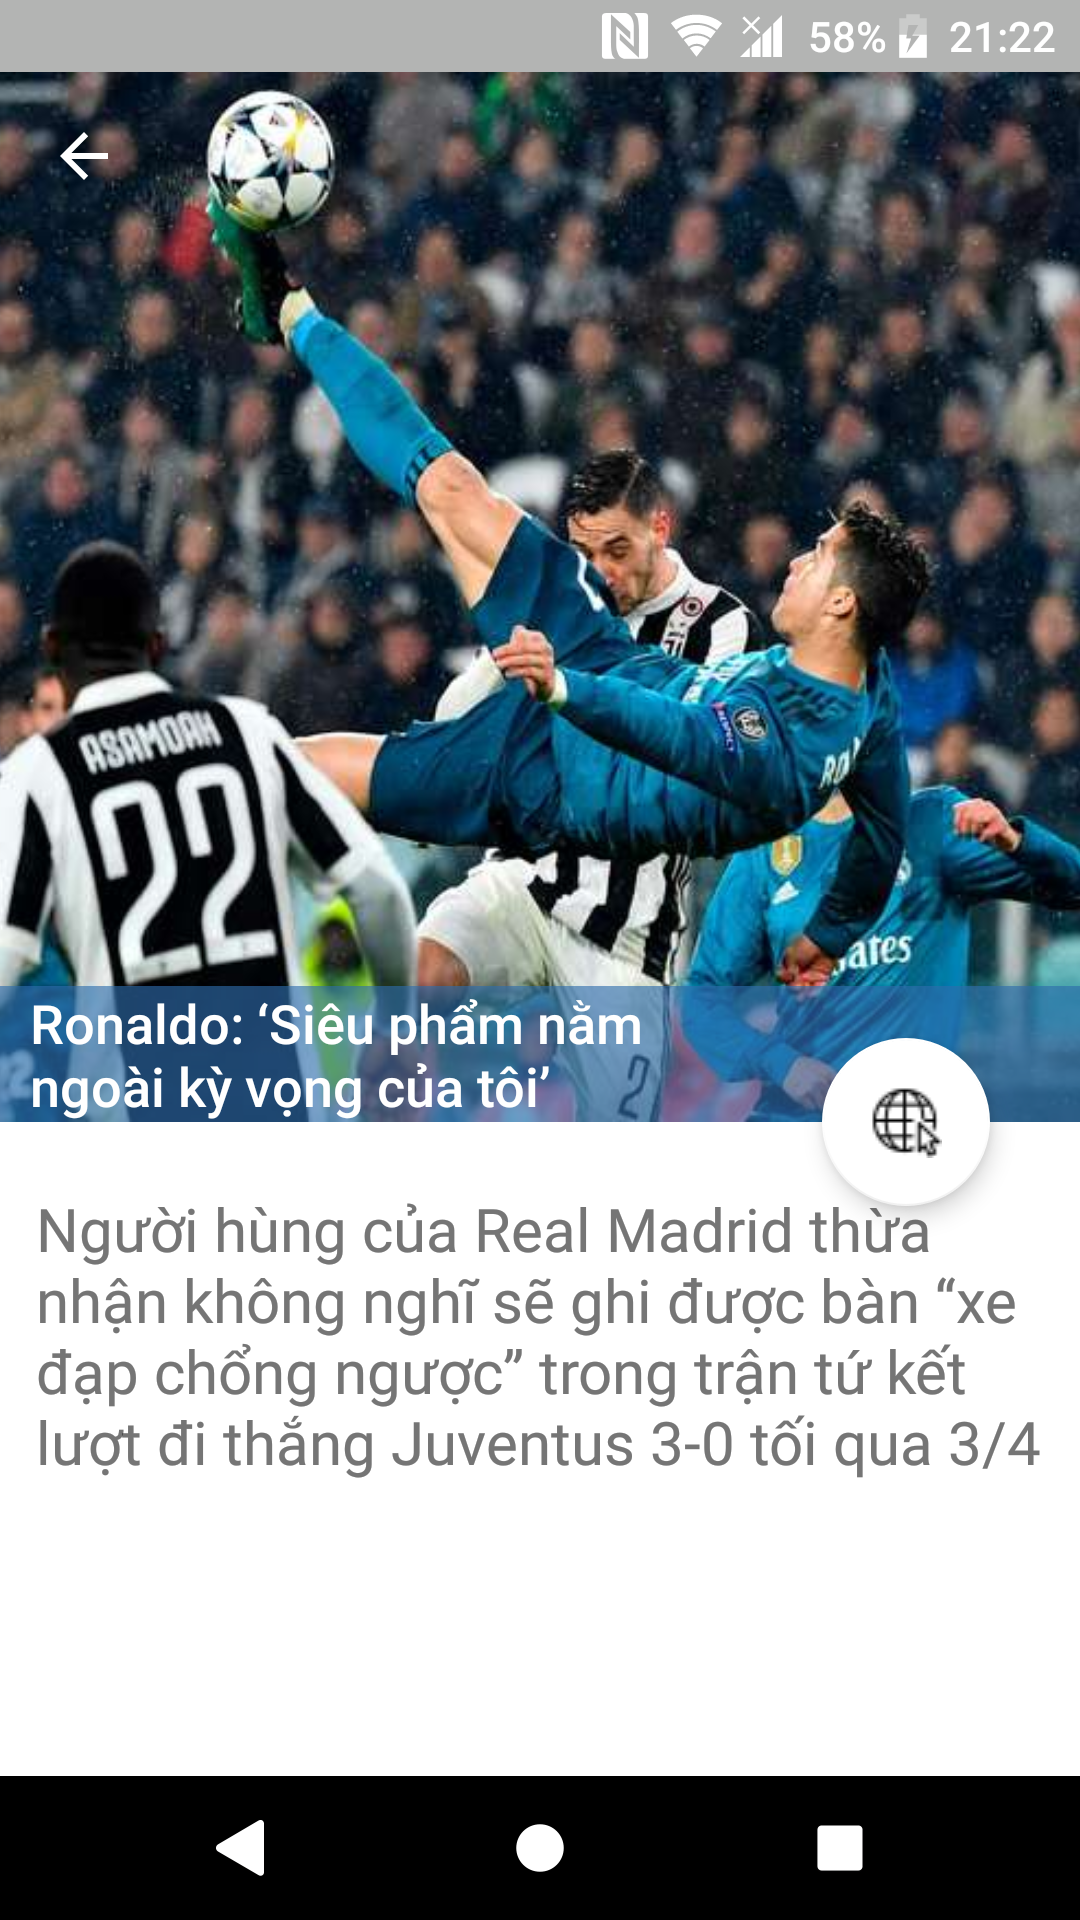 58% 21:22
ASAMOAH
22
RESPECT
2
Ronaldo: ‘Siêu phẩm nằm
ngoài kỳ vọng của tôi’
Người hùng của Real Madrid thừa
nhận không nghĩ sẽ ghi được bàn “xe
đạp chổng ngược” trong trận tứ kết
lượt đi thắng Juventus 3-0 tối qua 3/4